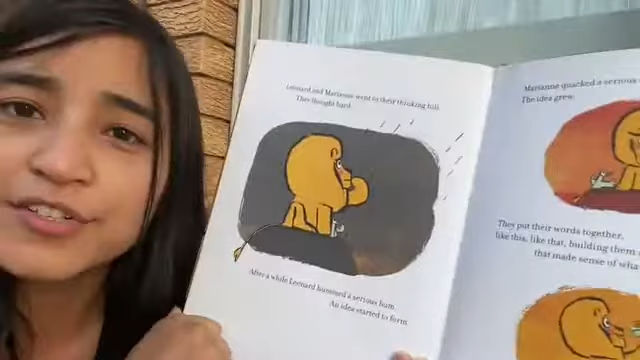 Leonard and Marianne went to their thinking hill.
They thought hard.
After a while Leonard hummed a serious hum.
An idea started to form.
Marianne quacked a serious
The idea grew.
They put their words together,
like this, like that, building them
that made sense of wha